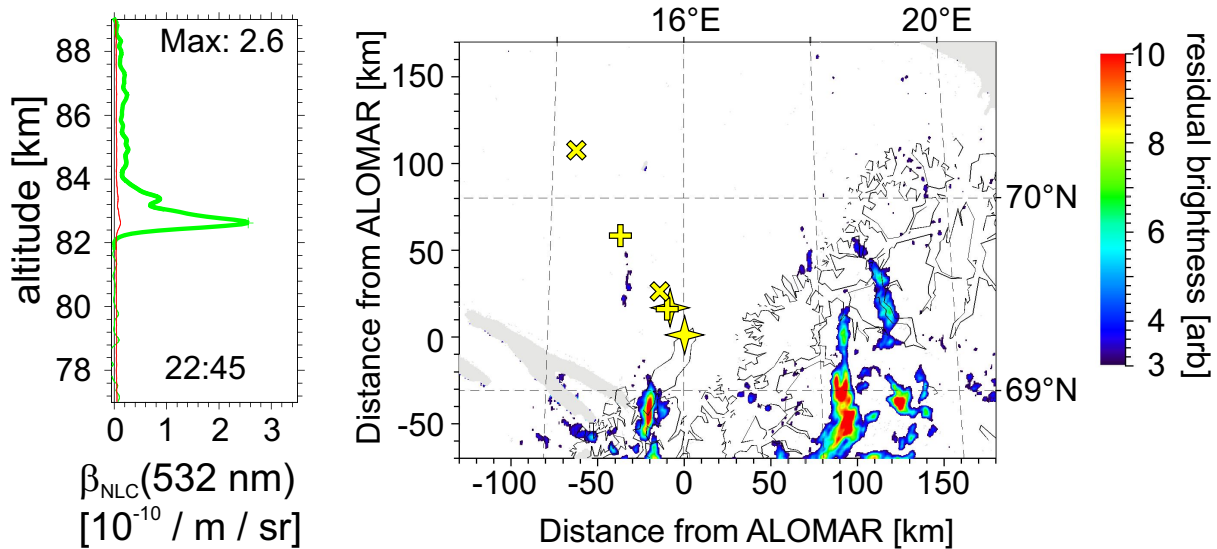 88
86
84
82
80
78
altitude [km]
Max: 2.6
22:45
0 1 2 3
βNLC(532 nm)
[10⁻¹⁰ / m / sr]
16°E 20°E
150
100
50
0
-50
Distance from ALOMAR [km]
70°N
69°N
-100 -50 0 50 100 150
Distance from ALOMAR [km]
10
8
6
4
3
residual brightness [arb]